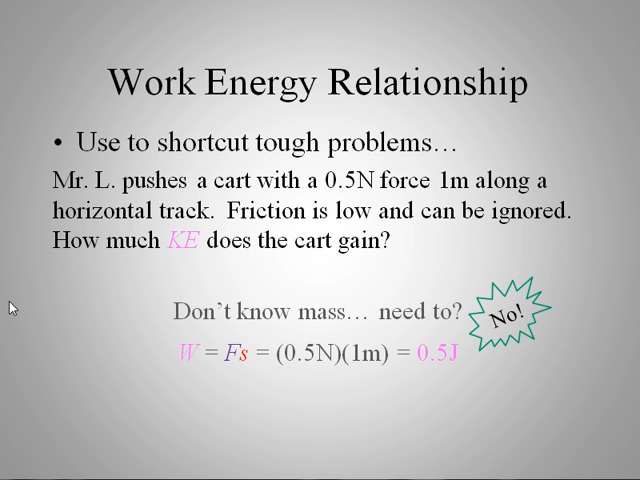 Work Energy Relationship
• Use to shortcut tough problems…
Mr. L. pushes a cart with a 0.5N force 1m along a
horizontal track. Friction is low and can be ignored.
How much KE does the cart gain?
Don't know mass… need to?
No!
W = Fs = (0.5N)(1m) = 0.5J